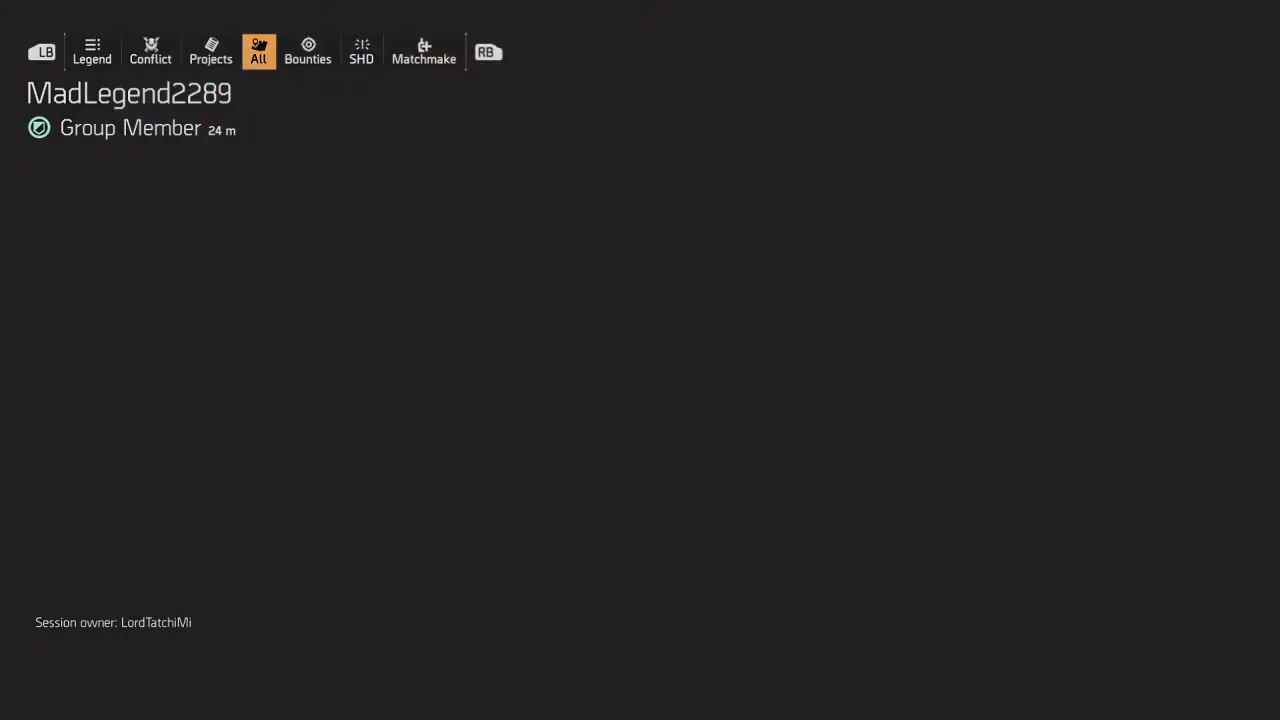 LB Legend Conflict Projects All Bounties SHD Matchmake RB
MadLegend2289
Group Member 24 m
Session owner: LordTatchiMi